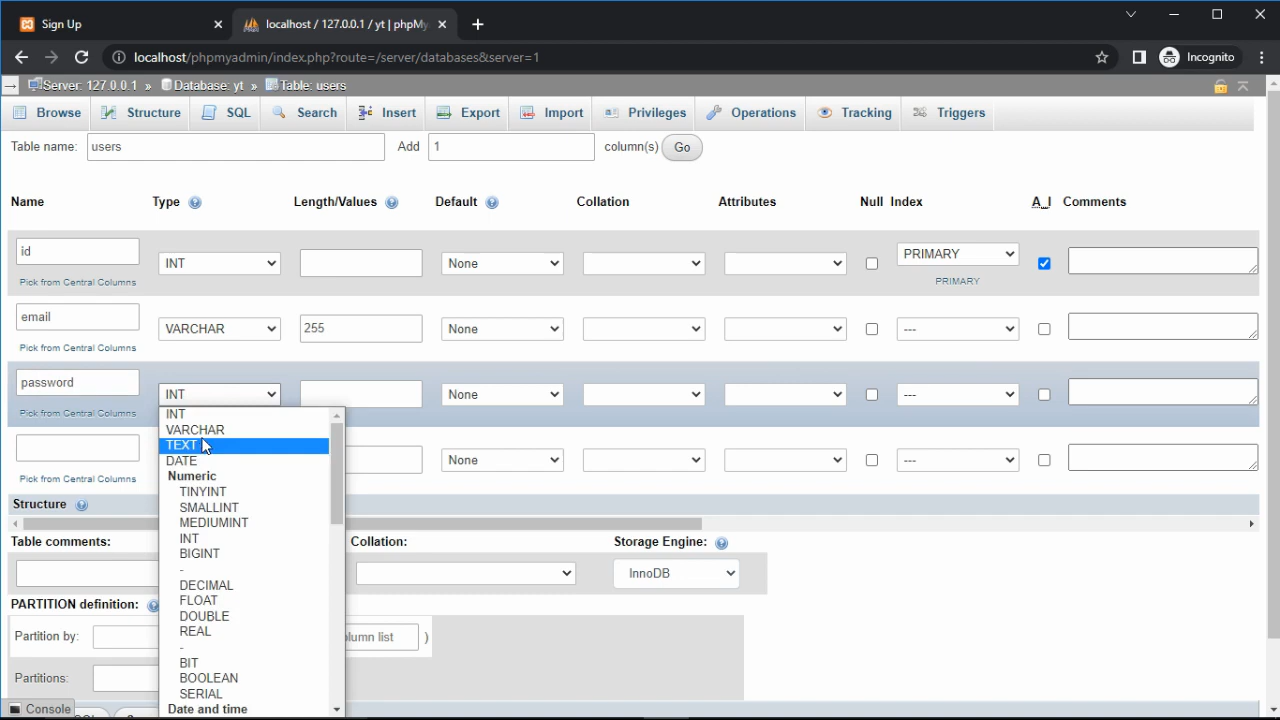 Sign Up
localhost / 127.0.0.1 / yt | phpMy
localhost/phpmyadmin/index.php?route=/server/databases&server=1
Incognito
Server: 127.0.0.1 » Database: yt » Table: users
Browse Structure SQL Search Insert Export Import Privileges Operations Tracking Triggers
Table name: users Add 1 column(s) Go
Name Type Length/Values Default Collation Attributes Null Index A_I Comments
id INT None PRIMARY
Pick from Central Columns PRIMARY
email VARCHAR 255 None ---
Pick from Central Columns
password INT None ---
Pick from Central Columns
INT
VARCHAR
TEXT
DATE
Numeric
TINYINT
SMALLINT
MEDIUMINT
INT
BIGINT
-
DECIMAL
FLOAT
DOUBLE
REAL
-
BIT
BOOLEAN
SERIAL
Date and time
None ---
Pick from Central Columns
Structure
Table comments: Collation: Storage Engine:
InnoDB
PARTITION definition:
Partition by: olumn list )
Partitions:
Console